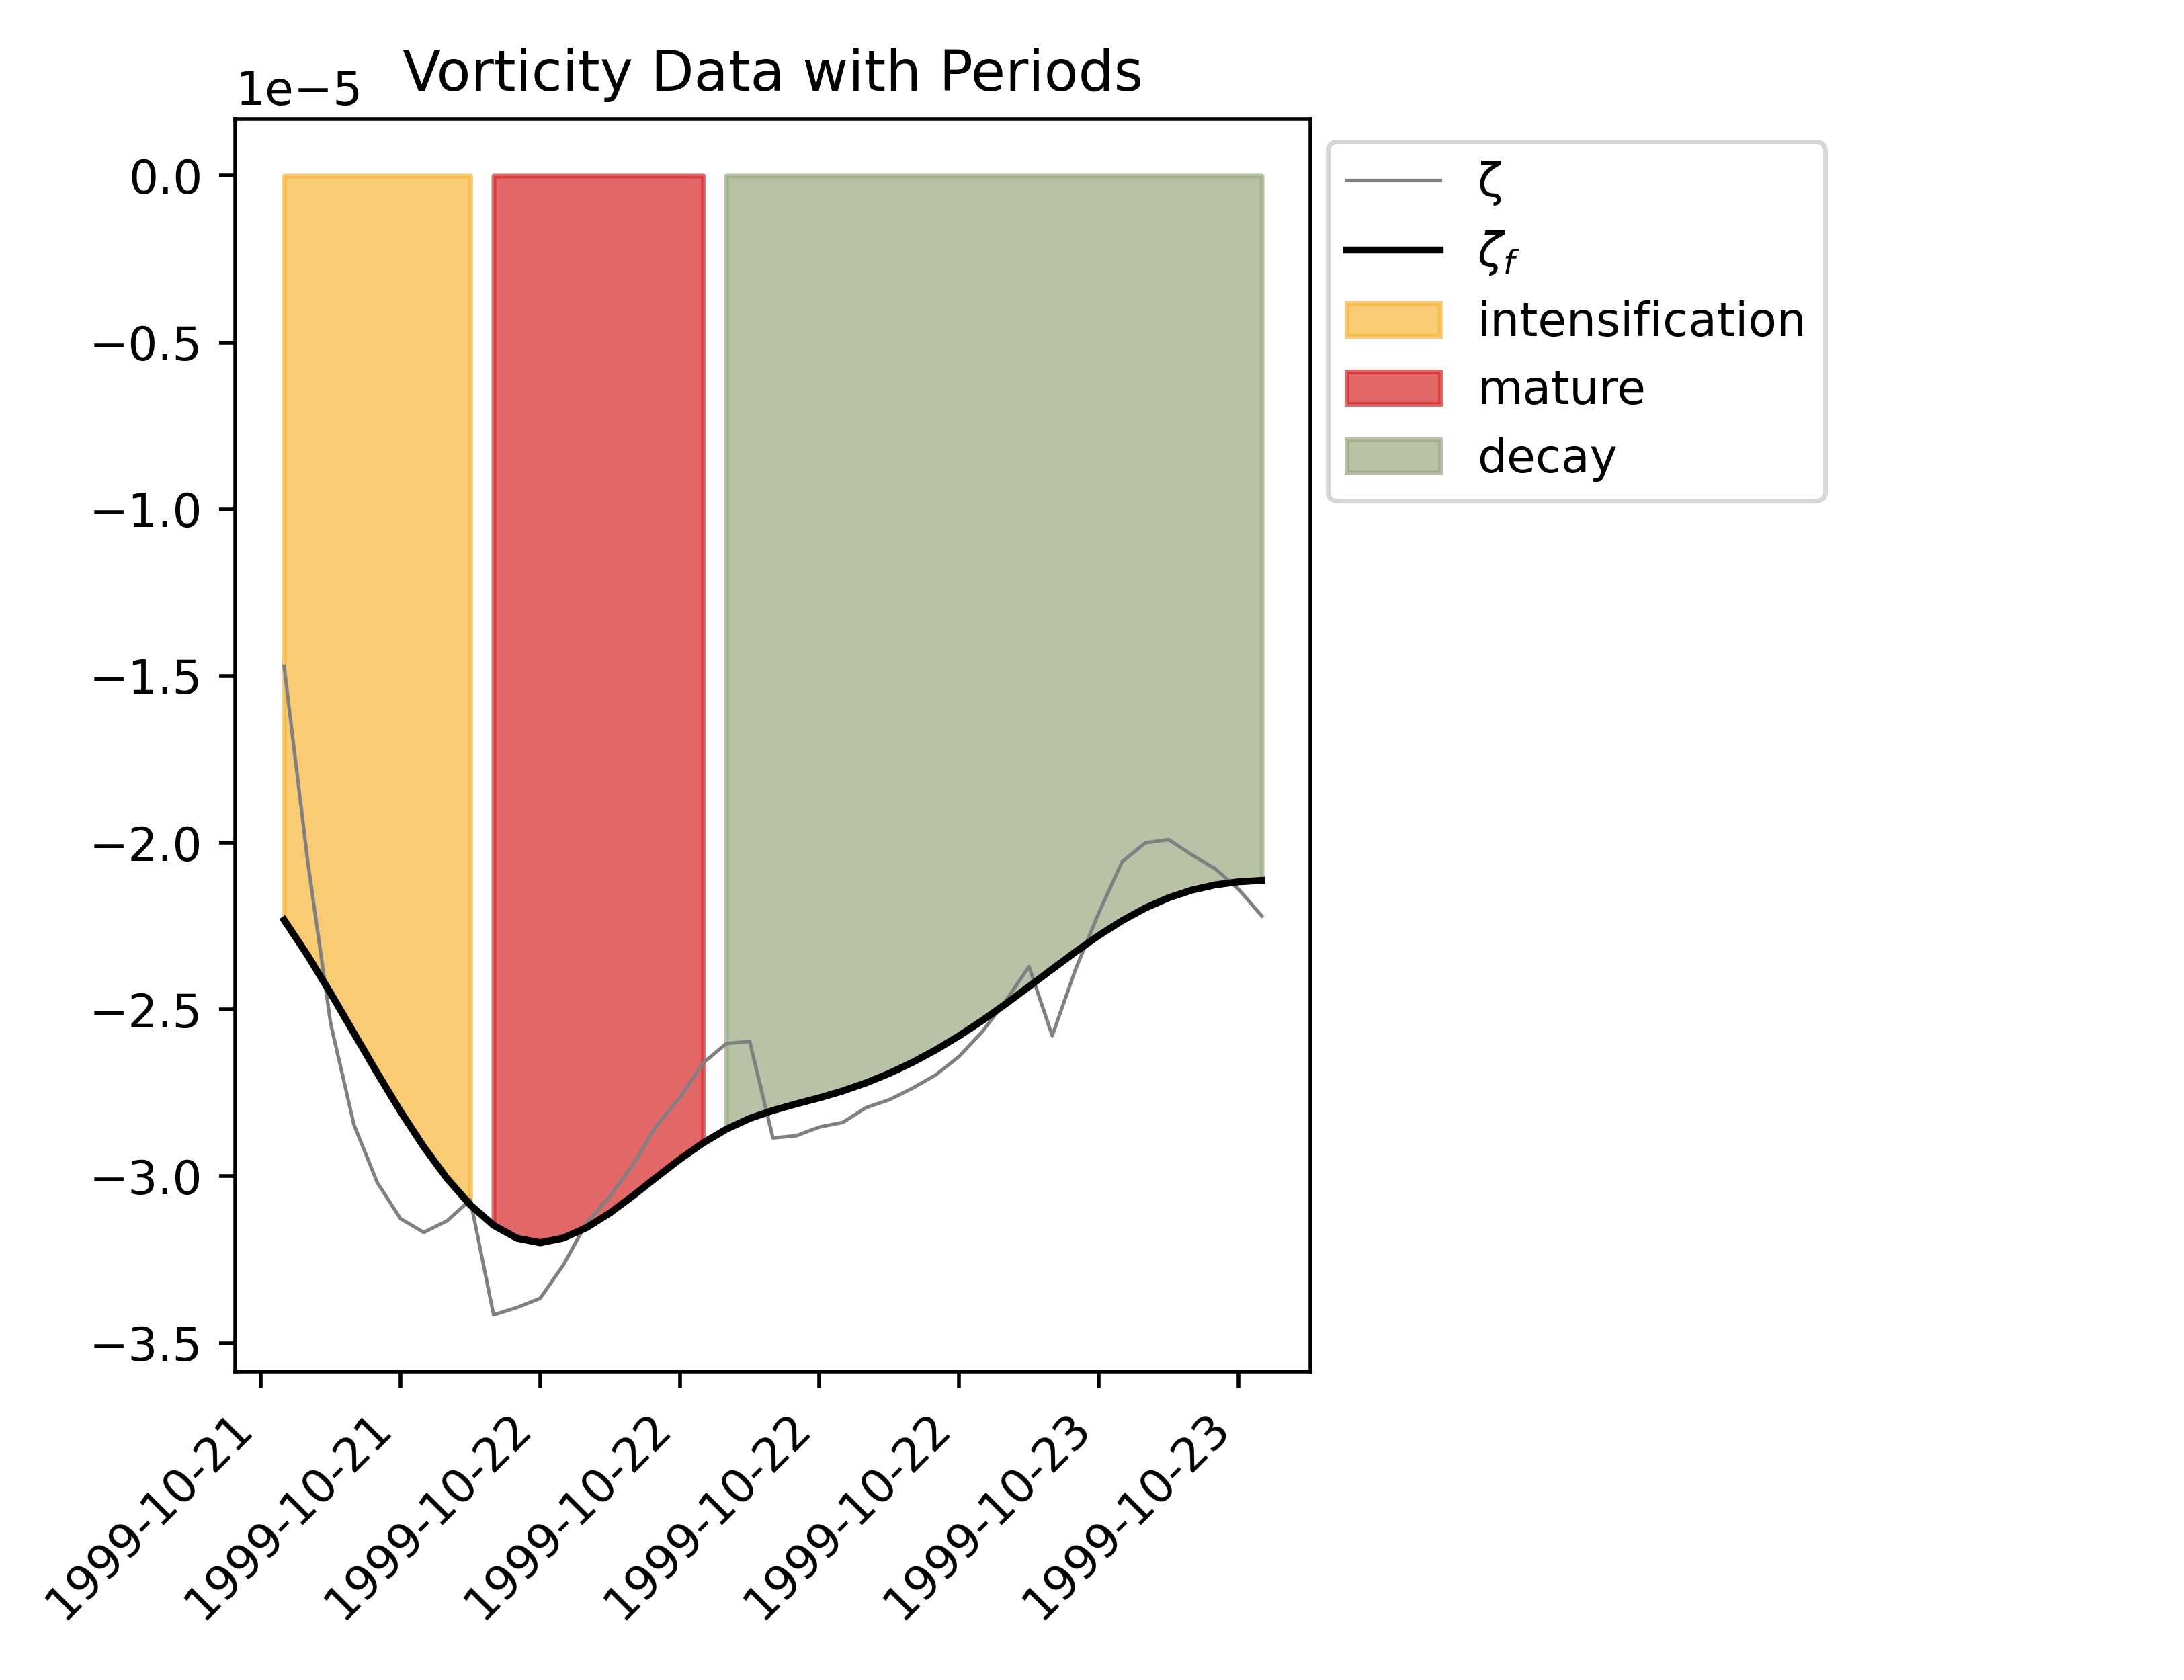 Vorticity Data with Periods
1e−5
0.0
−0.5
−1.0
−1.5
−2.0
−2.5
−3.0
−3.5
1999-10-21
1999-10-21
1999-10-22
1999-10-22
1999-10-22
1999-10-22
1999-10-23
1999-10-23
ζ
ζf
intensification
mature
decay